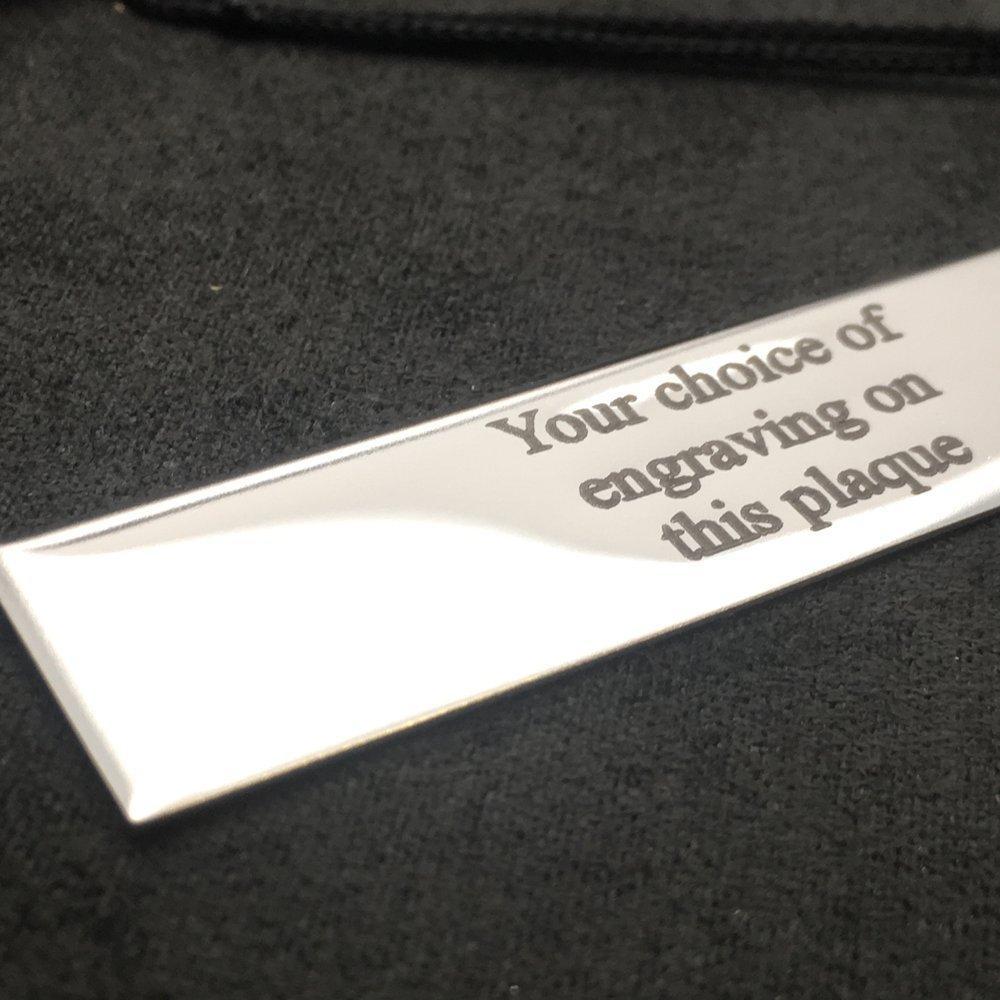 Your choice of
engraving on
this plaque